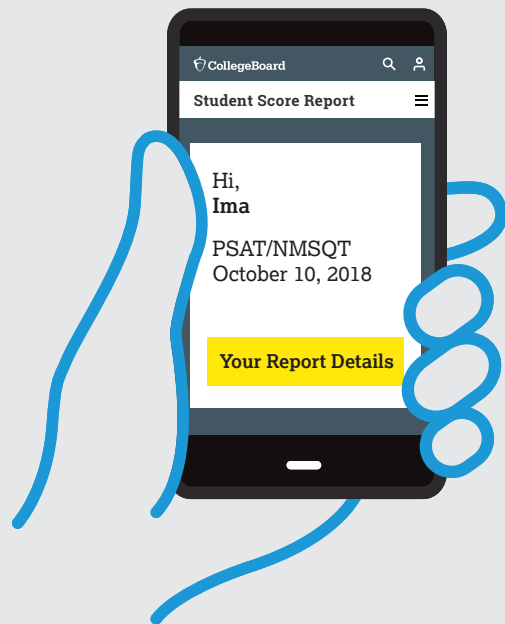 CollegeBoard
Student Score Report
Hi,
Ima
PSAT/NMSQT
October 10, 2018
Your Report Details